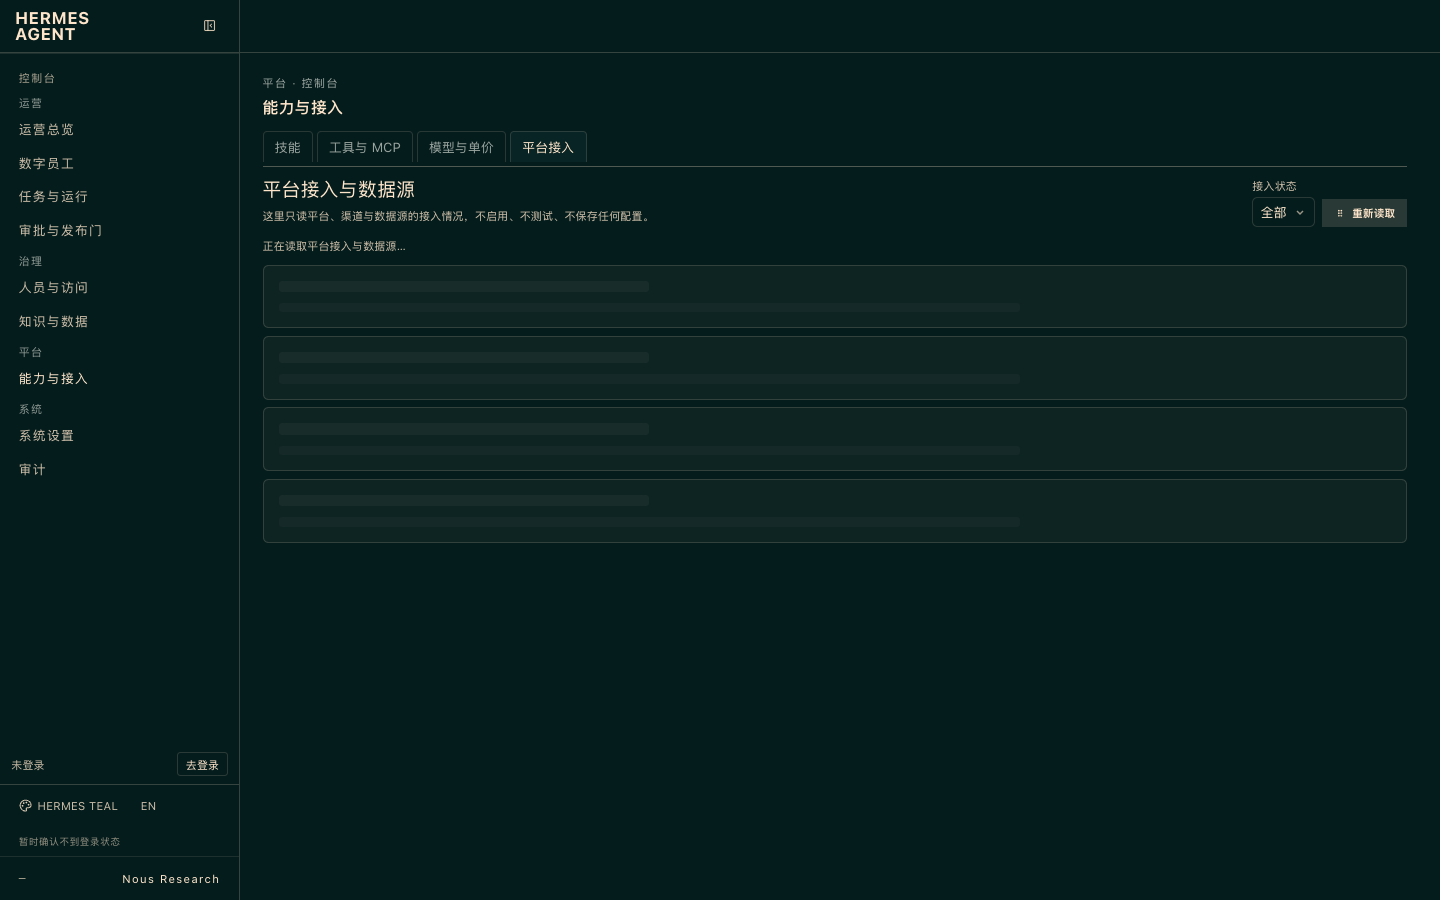 HERMES
AGENT
控制台
运营
运营总览
数字员工
任务与运行
审批与发布门
治理
人员与访问
知识与数据
平台
能力与接入
系统
系统设置
审计
未登录
去登录
HERMES TEAL
EN
暂时确认不到登录状态
—
Nous Research
平台 · 控制台
能力与接入
技能
工具与 MCP
模型与单价
平台接入
平台接入与数据源
这里只读平台、渠道与数据源的接入情况，不启用、不测试、不保存任何配置。
接入状态
全部
重新读取
正在读取平台接入与数据源...